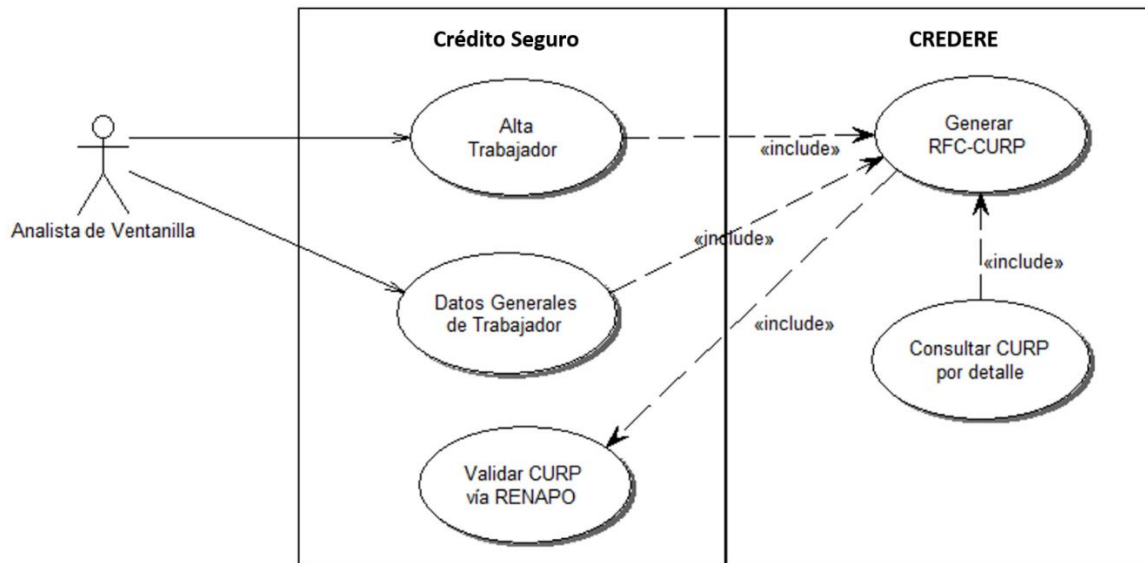 Crédito Seguro
CREDERE
Alta
Trabajador
Generar
RFC-CURP
«include»
Analista de Ventanilla
«include»
Datos Generales
de Trabajador
«include»
«include»
Consultar CURP
por detalle
Validar CURP
vía RENAPO